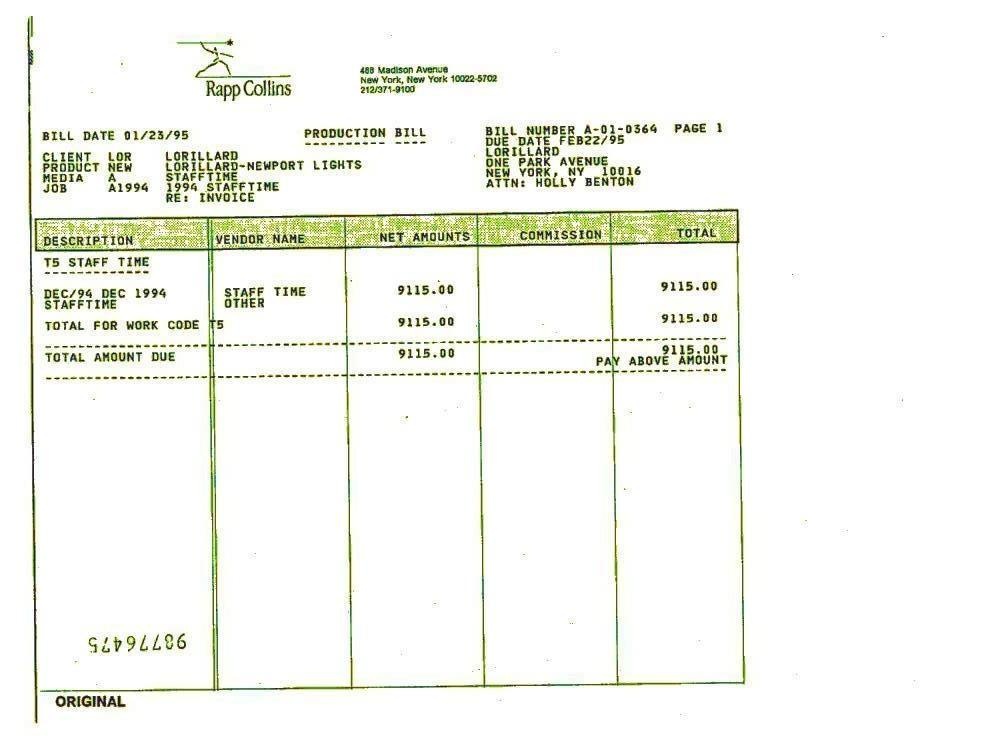 Rapp Collins
488 Madison Avenue
New York, New York 10022-5702
212/371-9100
BILL DATE 01/23/95
PRODUCTION BILL
BILL NUMBER A-01-0364 PAGE 1
DUE DATE FEB22/95
LORILLARD
ONE PARK AVENUE
NEW YORK, NY 10016
ATTN: HOLLY BENTON
CLIENT LOR LORILLARD
PRODUCT NEW LORILLARD-NEWPORT LIGHTS
MEDIA A STAFFTIME
JOB A1994 1994 STAFFTIME
RE: INVOICE
DESCRIPTION VENDOR NAME NET AMOUNTS COMMISSION TOTAL
T5 STAFF TIME
DEC/94 DEC 1994 STAFF TIME 9115.00 9115.00
STAFFTIME OTHER
TOTAL FOR WORK CODE T5 9115.00 9115.00
TOTAL AMOUNT DUE 9115.00 9115.00
PAY ABOVE AMOUNT
98776475
ORIGINAL